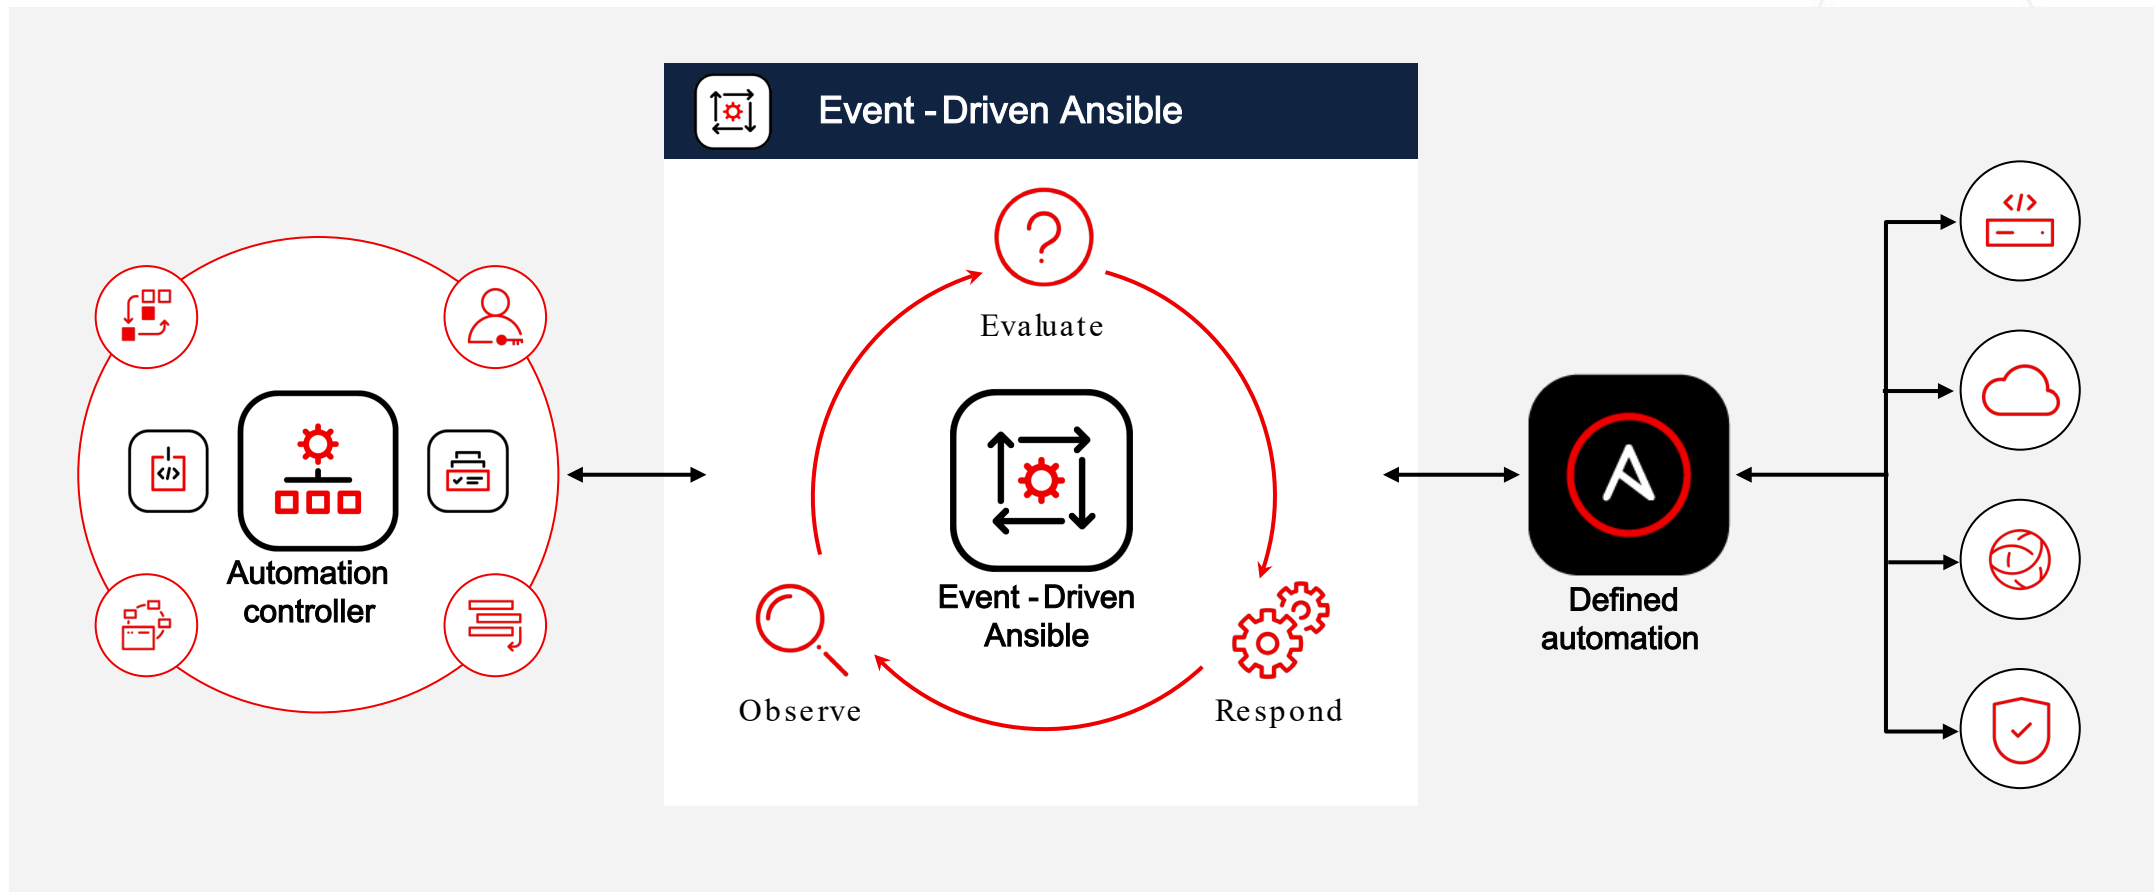 Event - Driven Ansible
Evaluate
Automation
controller
Event - Driven
Ansible
Observe
Respond
Defined
automation